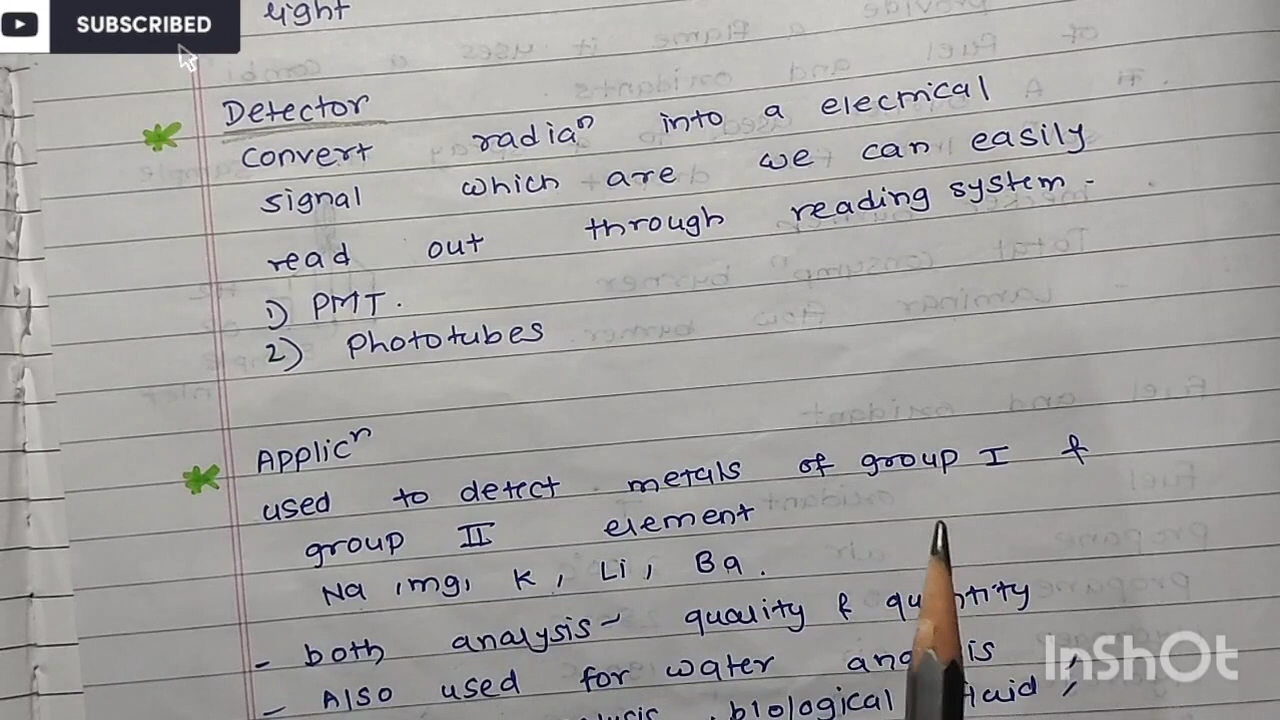 light
SUBSCRIBED
Detector
convert radiaⁿ into a electrical
signal which are we can easily
read out through reading system -
1) PMT.
2) Phototubes
Applicⁿ
used to detect metals of group I &
group II element
Na, mg, K, Li, Ba.
- both analysis - quality & quantity
- Also used for water is
biological
InShOt